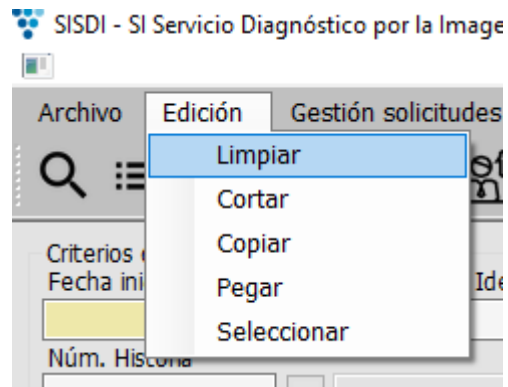 SISDI - SI Servicio Diagnóstico por la Image
Archivo Edición Gestión solicitudes
Limpiar
Cortar
Copiar
Pegar
Seleccionar
Criterios
Fecha ini
Núm. Historia